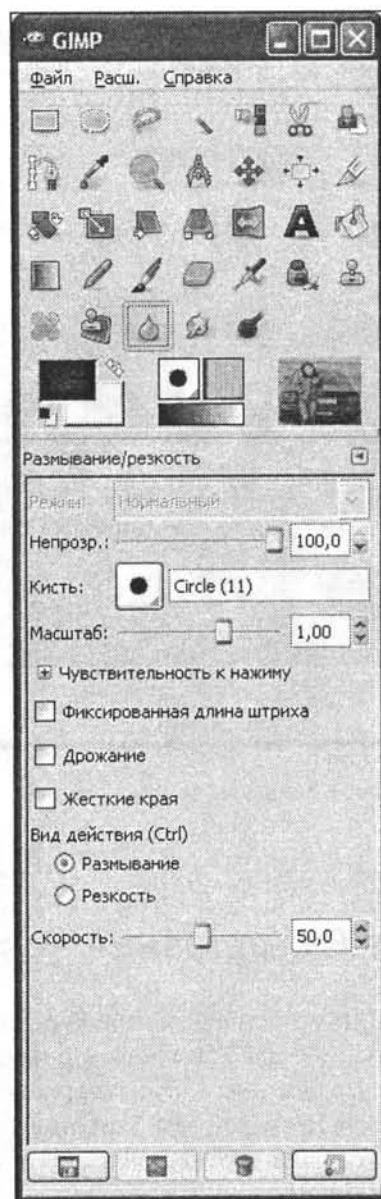 GIMP
Файл Расш. Справка
Размывание/резкость
Режим: Нормальный
Непрозр.: 100,0
Кисть: Circle (11)
Масштаб: 1,00
Чувствительность к нажиму
Фиксированная длина штриха
Дрожание
Жесткие края
Вид действия (Ctrl)
Размывание
Резкость
Скорость: 50,0